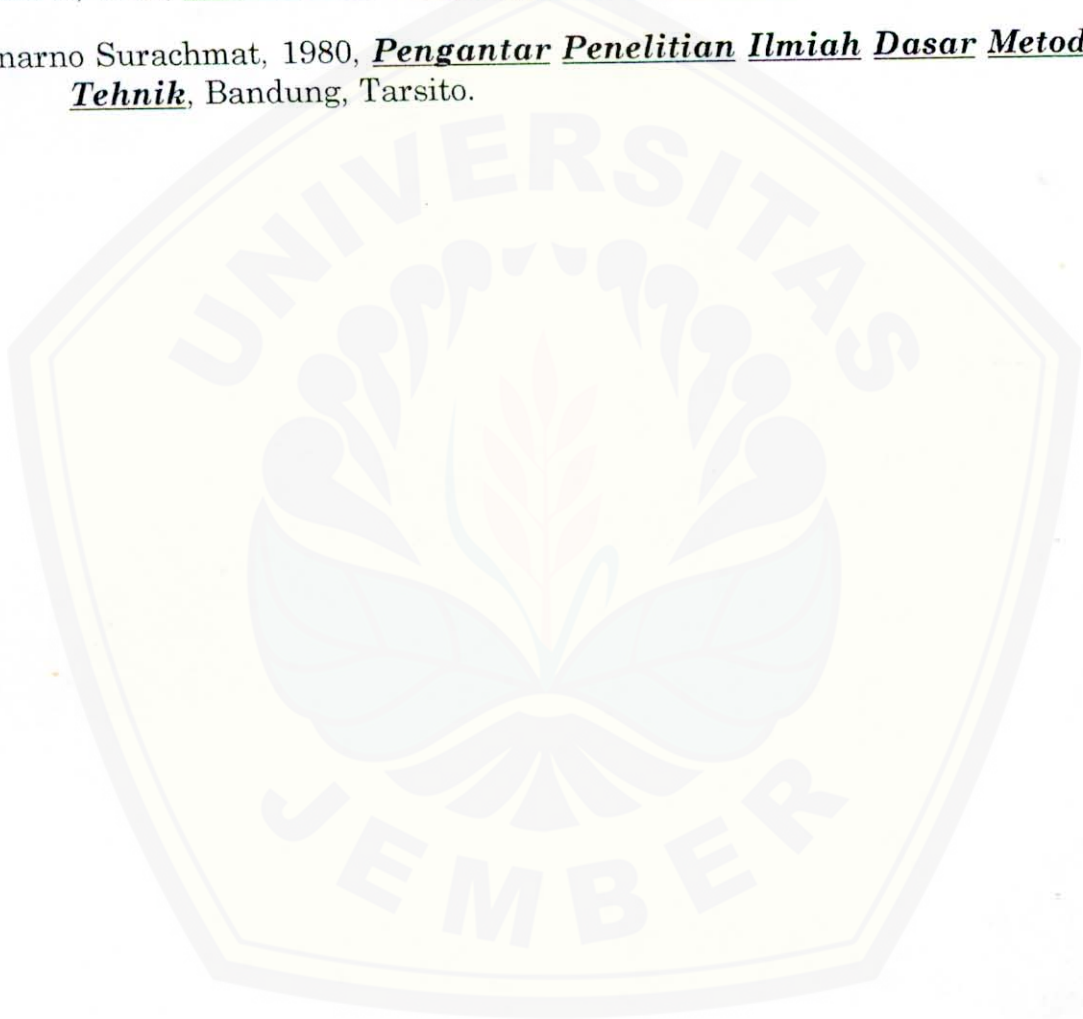 narno Surachmat, 1980, Pengantar Penelitian Ilmiah Dasar Metod
Tehnik, Bandung, Tarsito.
UNIVERSITAS
JEMBER